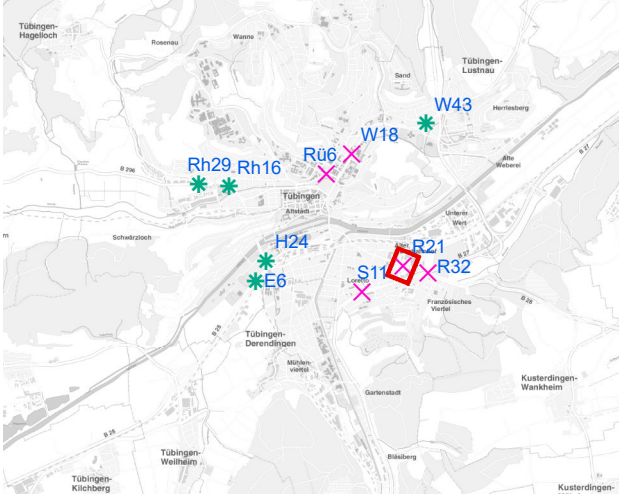 Tübingen-
Hagelloch
Rosenau
Wanne
Sand
Tübingen-
Lustnau
W43
Herrlesberg
W18
Rü6
Rh29
Rh16
B 296
Alte
Weberei
B 27
Tübingen
Altstadt
Unterer
Wert
Schwärzloch
H24
E6
R21
B 27
S11
R32
Loretto
Französisches
Viertel
B 28
B 28
Tübingen-
Derendingen
Mühlen-
viertel
Gartenstadt
Kusterdingen-
Wankheim
B 28
Tübingen-
Weilheim
Bläsiberg
Tübingen-
Kilchberg
Kusterdingen-